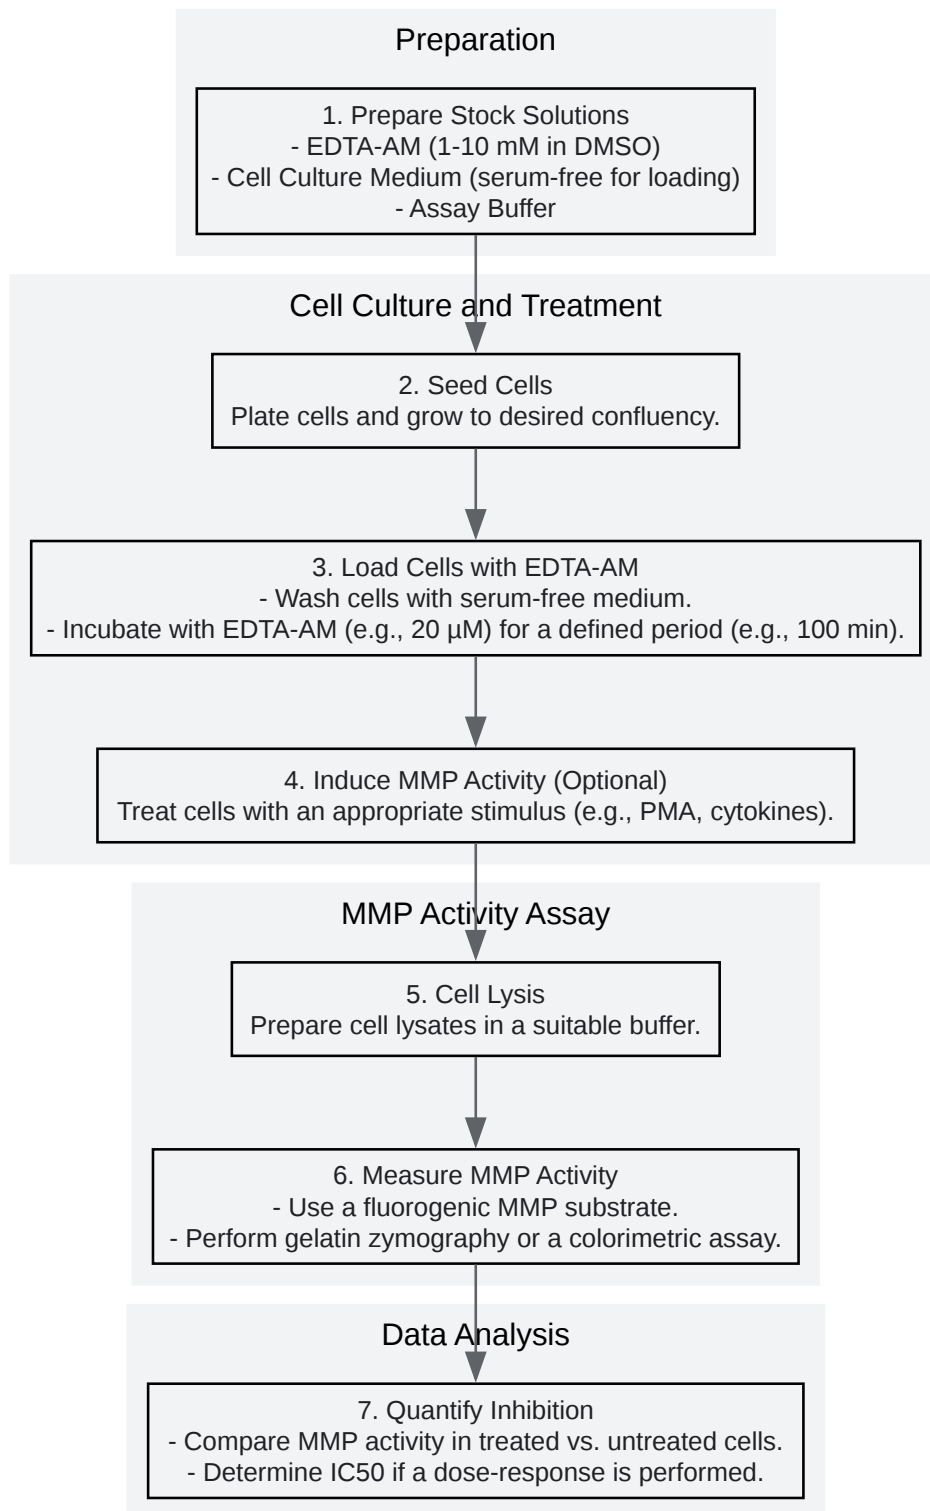 Preparation
1. Prepare Stock Solutions
- EDTA-AM (1-10 mM in DMSO)
- Cell Culture Medium (serum-free for loading)
- Assay Buffer
Cell Culture and Treatment
2. Seed Cells
Plate cells and grow to desired confluency.
3. Load Cells with EDTA-AM
- Wash cells with serum-free medium.
- Incubate with EDTA-AM (e.g., 20 µM) for a defined period (e.g., 100 min).
4. Induce MMP Activity (Optional)
Treat cells with an appropriate stimulus (e.g., PMA, cytokines).
MMP Activity Assay
5. Cell Lysis
Prepare cell lysates in a suitable buffer.
6. Measure MMP Activity
- Use a fluorogenic MMP substrate.
- Perform gelatin zymography or a colorimetric assay.
Data Analysis
7. Quantify Inhibition
- Compare MMP activity in treated vs. untreated cells.
- Determine IC50 if a dose-response is performed.